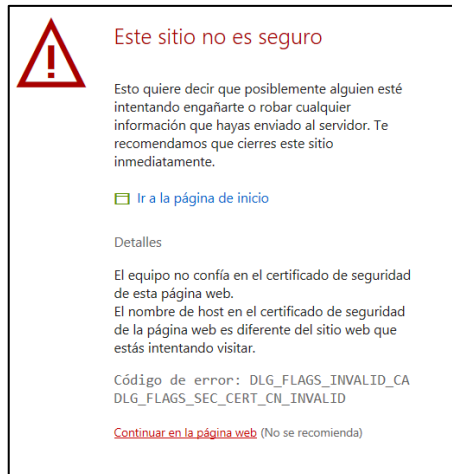 Este sitio no es seguro
Esto quiere decir que posiblemente alguien esté
intentando engañarte o robar cualquier
información que hayas enviado al servidor. Te
recomendamos que cierres este sitio
inmediatamente.
Ir a la página de inicio
Detalles
El equipo no confía en el certificado de seguridad
de esta página web.
El nombre de host en el certificado de seguridad
de la página web es diferente del sitio web que
estás intentando visitar.
Código de error: DLG_FLAGS_INVALID_CA
DLG_FLAGS_SEC_CERT_CN_INVALID
Continuar en la página web (No se recomienda)